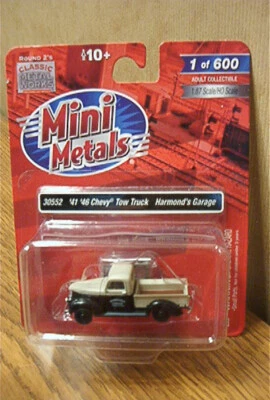 ROUND 2's
CLASSIC
METAL
WORKS
10+
1 of 600
ADULT COLLECTIBLE
1:87 Scale/HO Scale
Mini
Metals
30552 '41 '46 Chevy Tow Truck Harmond's Garage